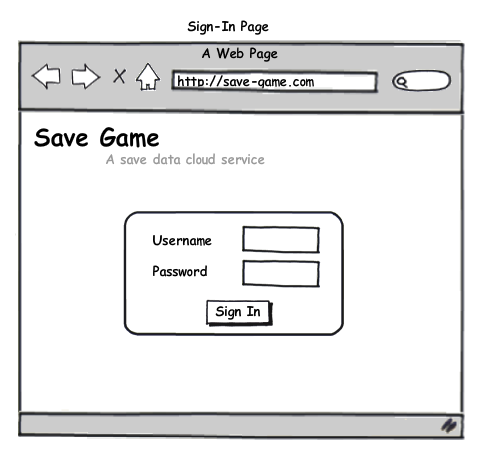 Sign-In Page
A Web Page
http://save-game.com
Save Game
A save data cloud service
Username
Password
Sign In